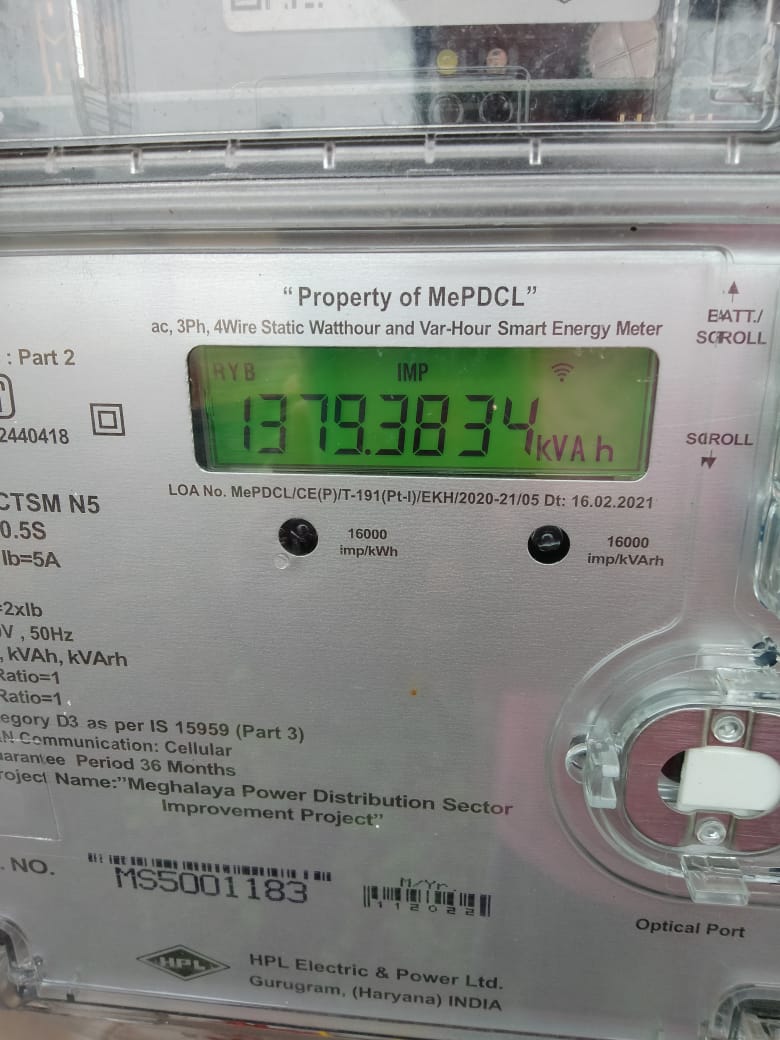 “Property of MePDCL”
ac, 3Ph, 4Wire Static Watthour and Var-Hour Smart Energy Meter
BATT./
SCROLL
: Part 2
2440418
RYB IMP
1379.3834 kVAh
SCROLL
LOA No. MePDCL/CE(P)/T-191(Pt-I)/EKH/2020-21/05 Dt: 16.02.2021
CTSM N5
0.5S
Ib=5A
16000
imp/kWh
16000
imp/kVArh
=2xIb
V , 50Hz
, kVAh, kVArh
Ratio=1
Ratio=1
egory D3 as per IS 15959 (Part 3)
N Communication: Cellular
uarantee Period 36 Months
roject Name:"Meghalaya Power Distribution Sector
Improvement Project"
. NO.
MS5001183
M/Yr.
112022
Optical Port
HPL
HPL Electric & Power Ltd.
Gurugram, (Haryana) INDIA